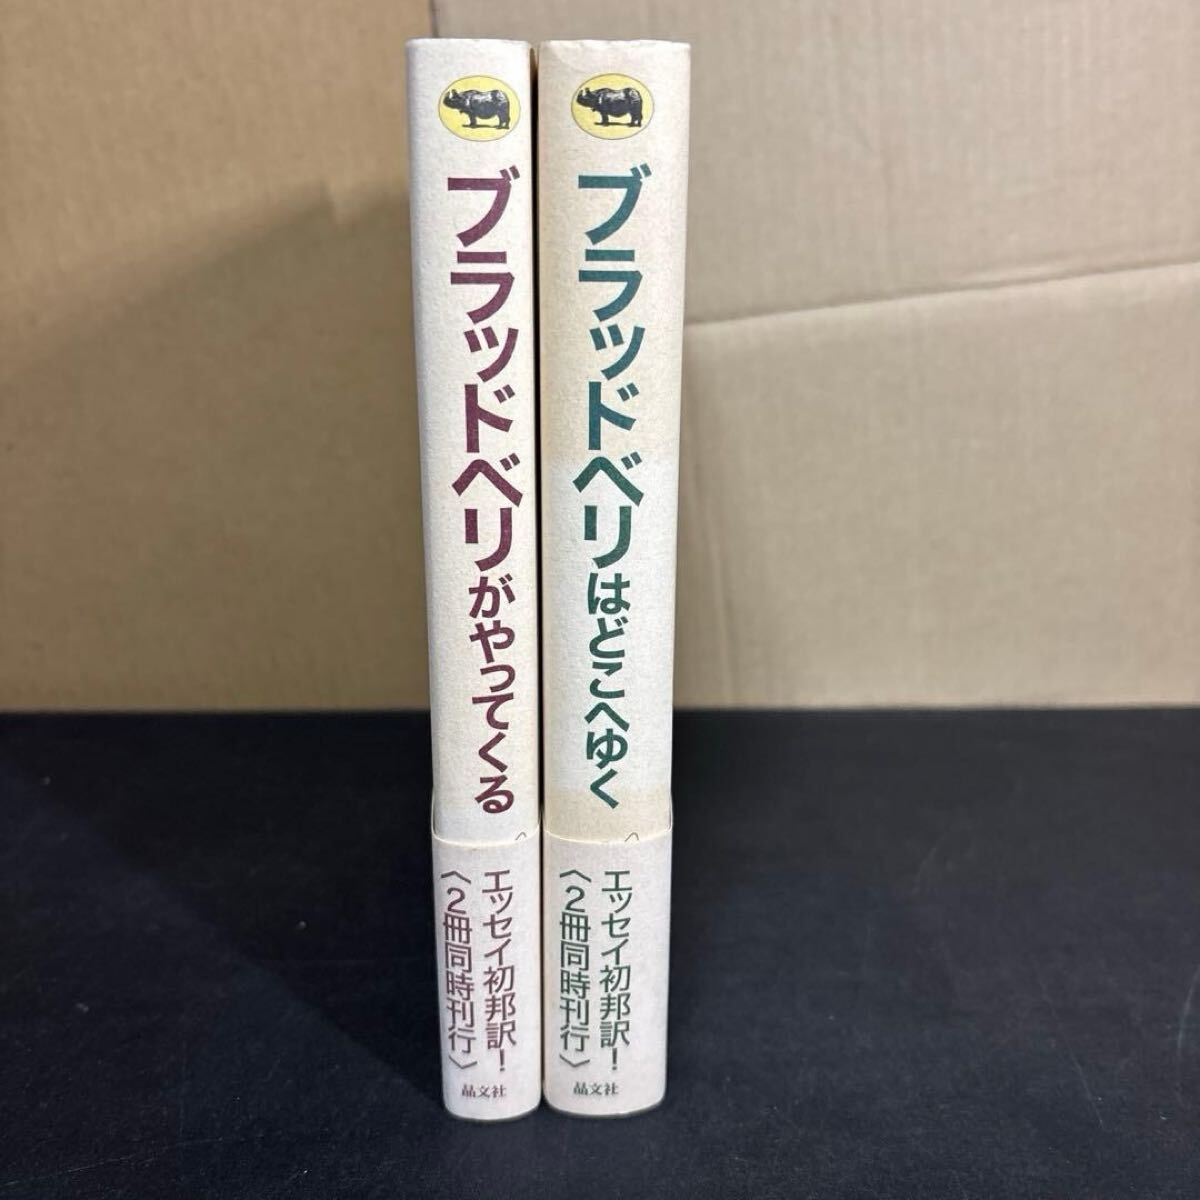 ブラッドベリがやってくる
エッセイ初邦訳！
〈2冊同時刊行〉
晶文社
ブラッドベリはどこへゆく
エッセイ初邦訳！
〈2冊同時刊行〉
晶文社